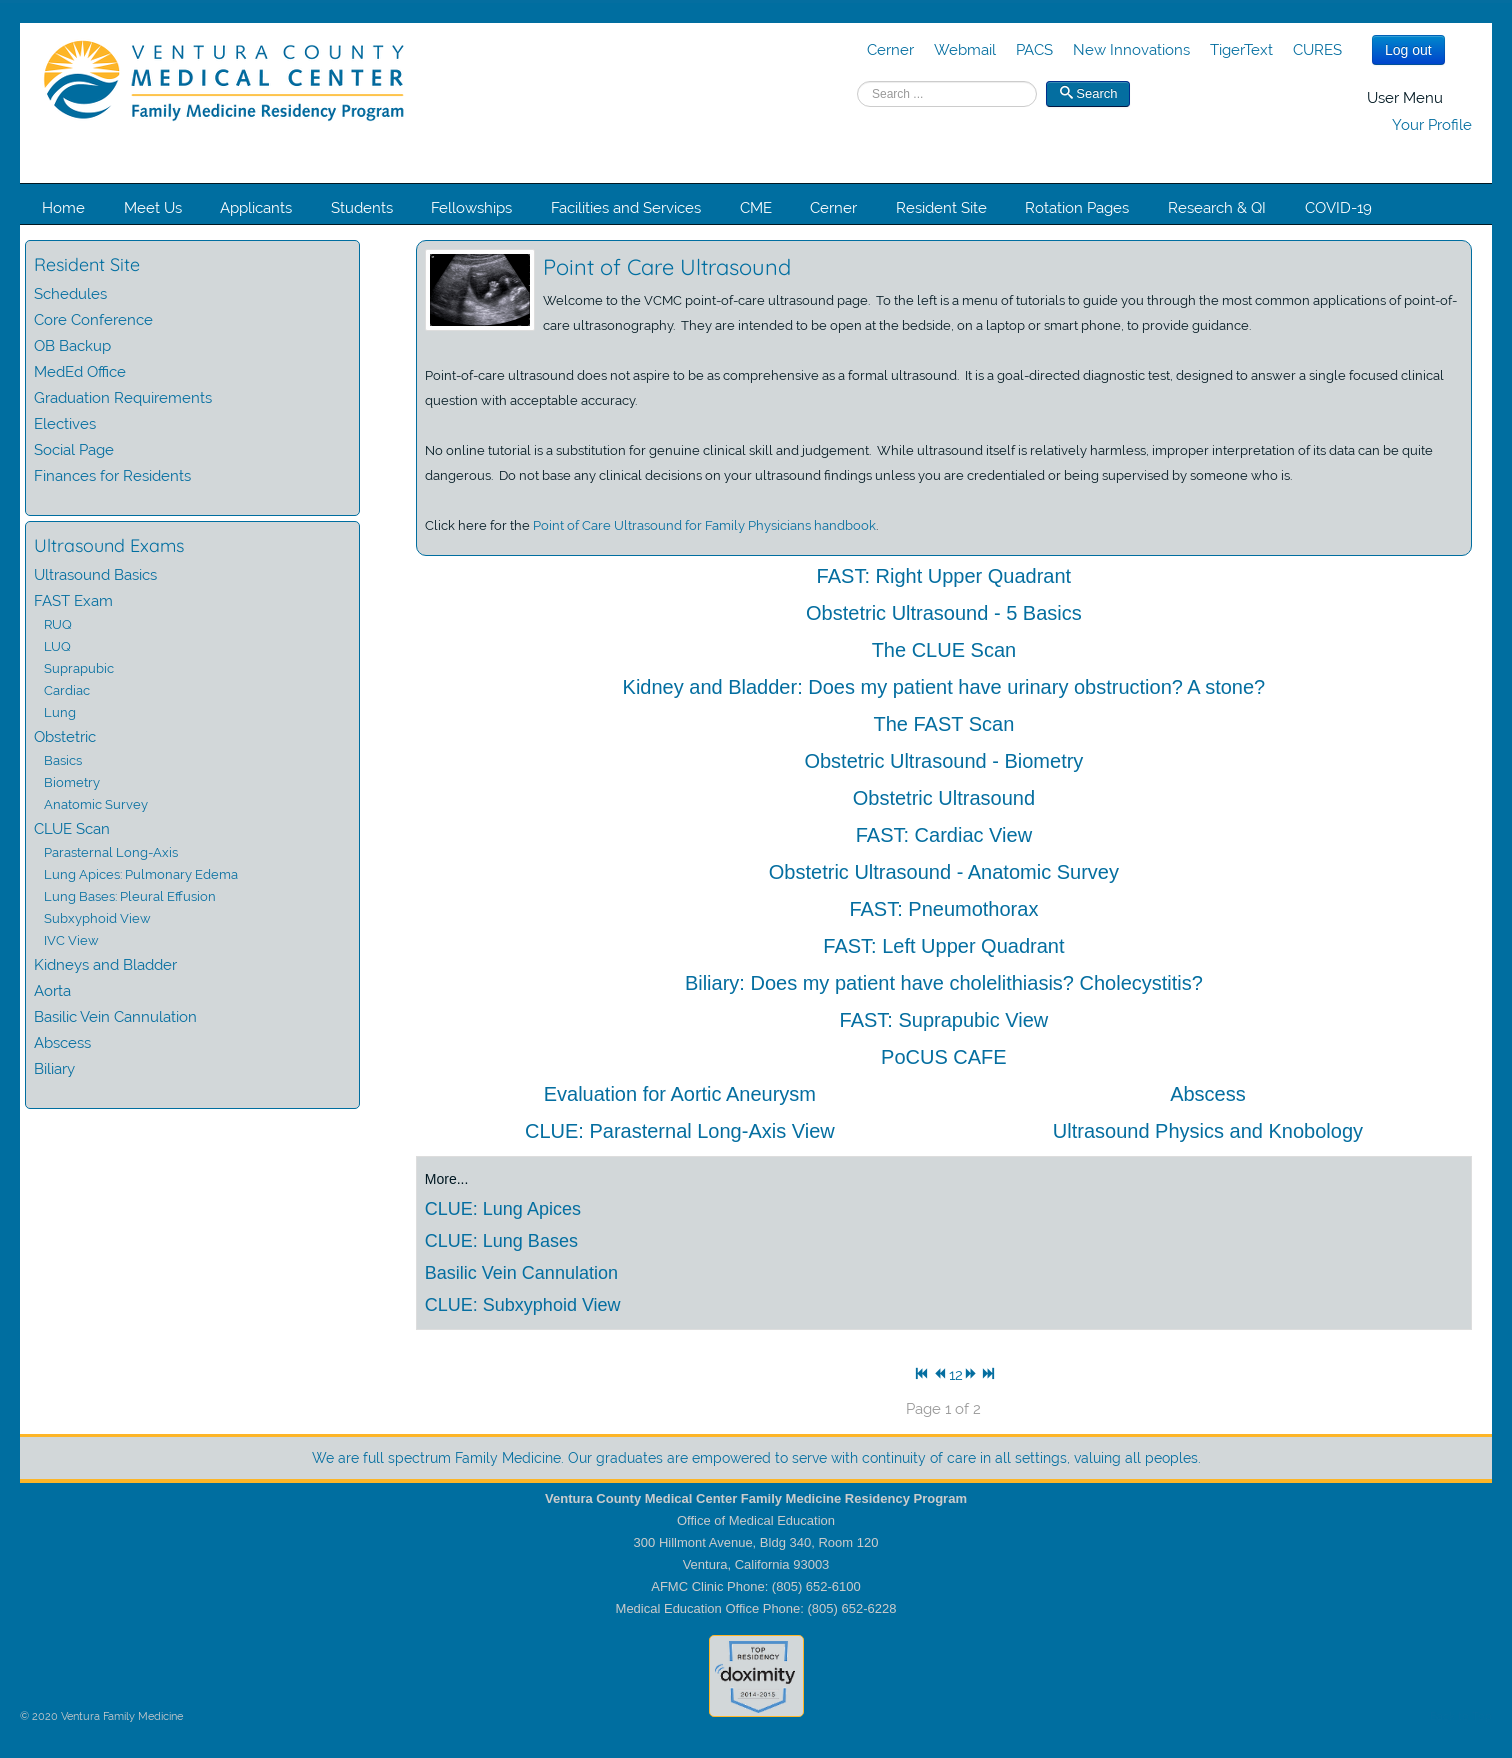 VENTURA COUNTY
MEDICAL CENTER
Family Medicine Residency Program
Cerner Webmail PACS New Innovations TigerText CURES Log out
Search ... Search
User Menu
Your Profile
Home Meet Us Applicants Students Fellowships Facilities and Services CME Cerner Resident Site Rotation Pages Research & QI COVID-19
Resident Site
Schedules
Core Conference
OB Backup
MedEd Office
Graduation Requirements
Electives
Social Page
Finances for Residents
Ultrasound Exams
Ultrasound Basics
FAST Exam
RUQ
LUQ
Suprapubic
Cardiac
Lung
Obstetric
Basics
Biometry
Anatomic Survey
CLUE Scan
Parasternal Long-Axis
Lung Apices: Pulmonary Edema
Lung Bases: Pleural Effusion
Subxyphoid View
IVC View
Kidneys and Bladder
Aorta
Basilic Vein Cannulation
Abscess
Biliary
Point of Care Ultrasound
Welcome to the VCMC point-of-care ultrasound page. To the left is a menu of tutorials to guide you through the most common applications of point-of-
care ultrasonography. They are intended to be open at the bedside, on a laptop or smart phone, to provide guidance.
Point-of-care ultrasound does not aspire to be as comprehensive as a formal ultrasound. It is a goal-directed diagnostic test, designed to answer a single focused clinical
question with acceptable accuracy.
No online tutorial is a substitution for genuine clinical skill and judgement. While ultrasound itself is relatively harmless, improper interpretation of its data can be quite
dangerous. Do not base any clinical decisions on your ultrasound findings unless you are credentialed or being supervised by someone who is.
Click here for the Point of Care Ultrasound for Family Physicians handbook.
FAST: Right Upper Quadrant
Obstetric Ultrasound - 5 Basics
The CLUE Scan
Kidney and Bladder: Does my patient have urinary obstruction? A stone?
The FAST Scan
Obstetric Ultrasound - Biometry
Obstetric Ultrasound
FAST: Cardiac View
Obstetric Ultrasound - Anatomic Survey
FAST: Pneumothorax
FAST: Left Upper Quadrant
Biliary: Does my patient have cholelithiasis? Cholecystitis?
FAST: Suprapubic View
PoCUS CAFE
Evaluation for Aortic Aneurysm Abscess
CLUE: Parasternal Long-Axis View Ultrasound Physics and Knobology
More...
CLUE: Lung Apices
CLUE: Lung Bases
Basilic Vein Cannulation
CLUE: Subxyphoid View
12
Page 1 of 2
We are full spectrum Family Medicine. Our graduates are empowered to serve with continuity of care in all settings, valuing all peoples.
Ventura County Medical Center Family Medicine Residency Program
Office of Medical Education
300 Hillmont Avenue, Bldg 340, Room 120
Ventura, California 93003
AFMC Clinic Phone: (805) 652-6100
Medical Education Office Phone: (805) 652-6228
TOP
RESIDENCY
doximity
2014-2015
© 2020 Ventura Family Medicine